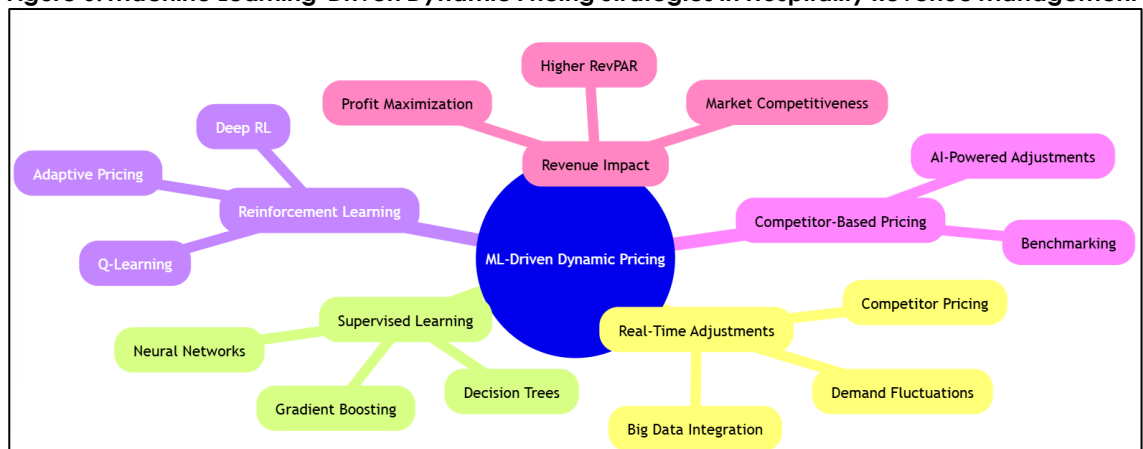 Higher RevPAR
Profit Maximization
Market Competitiveness
Deep RL
Revenue Impact
AI-Powered Adjustments
Adaptive Pricing
Reinforcement Learning
Competitor-Based Pricing
Benchmarking
Q-Learning
ML-Driven Dynamic Pricing
Competitor Pricing
Supervised Learning
Real-Time Adjustments
Neural Networks
Decision Trees
Demand Fluctuations
Gradient Boosting
Big Data Integration